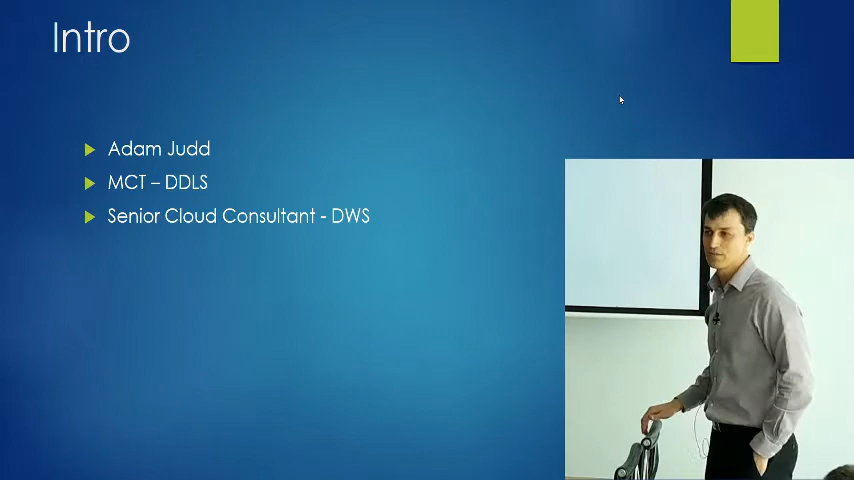 Intro
Adam Judd
MCT – DDLS
Senior Cloud Consultant - DWS